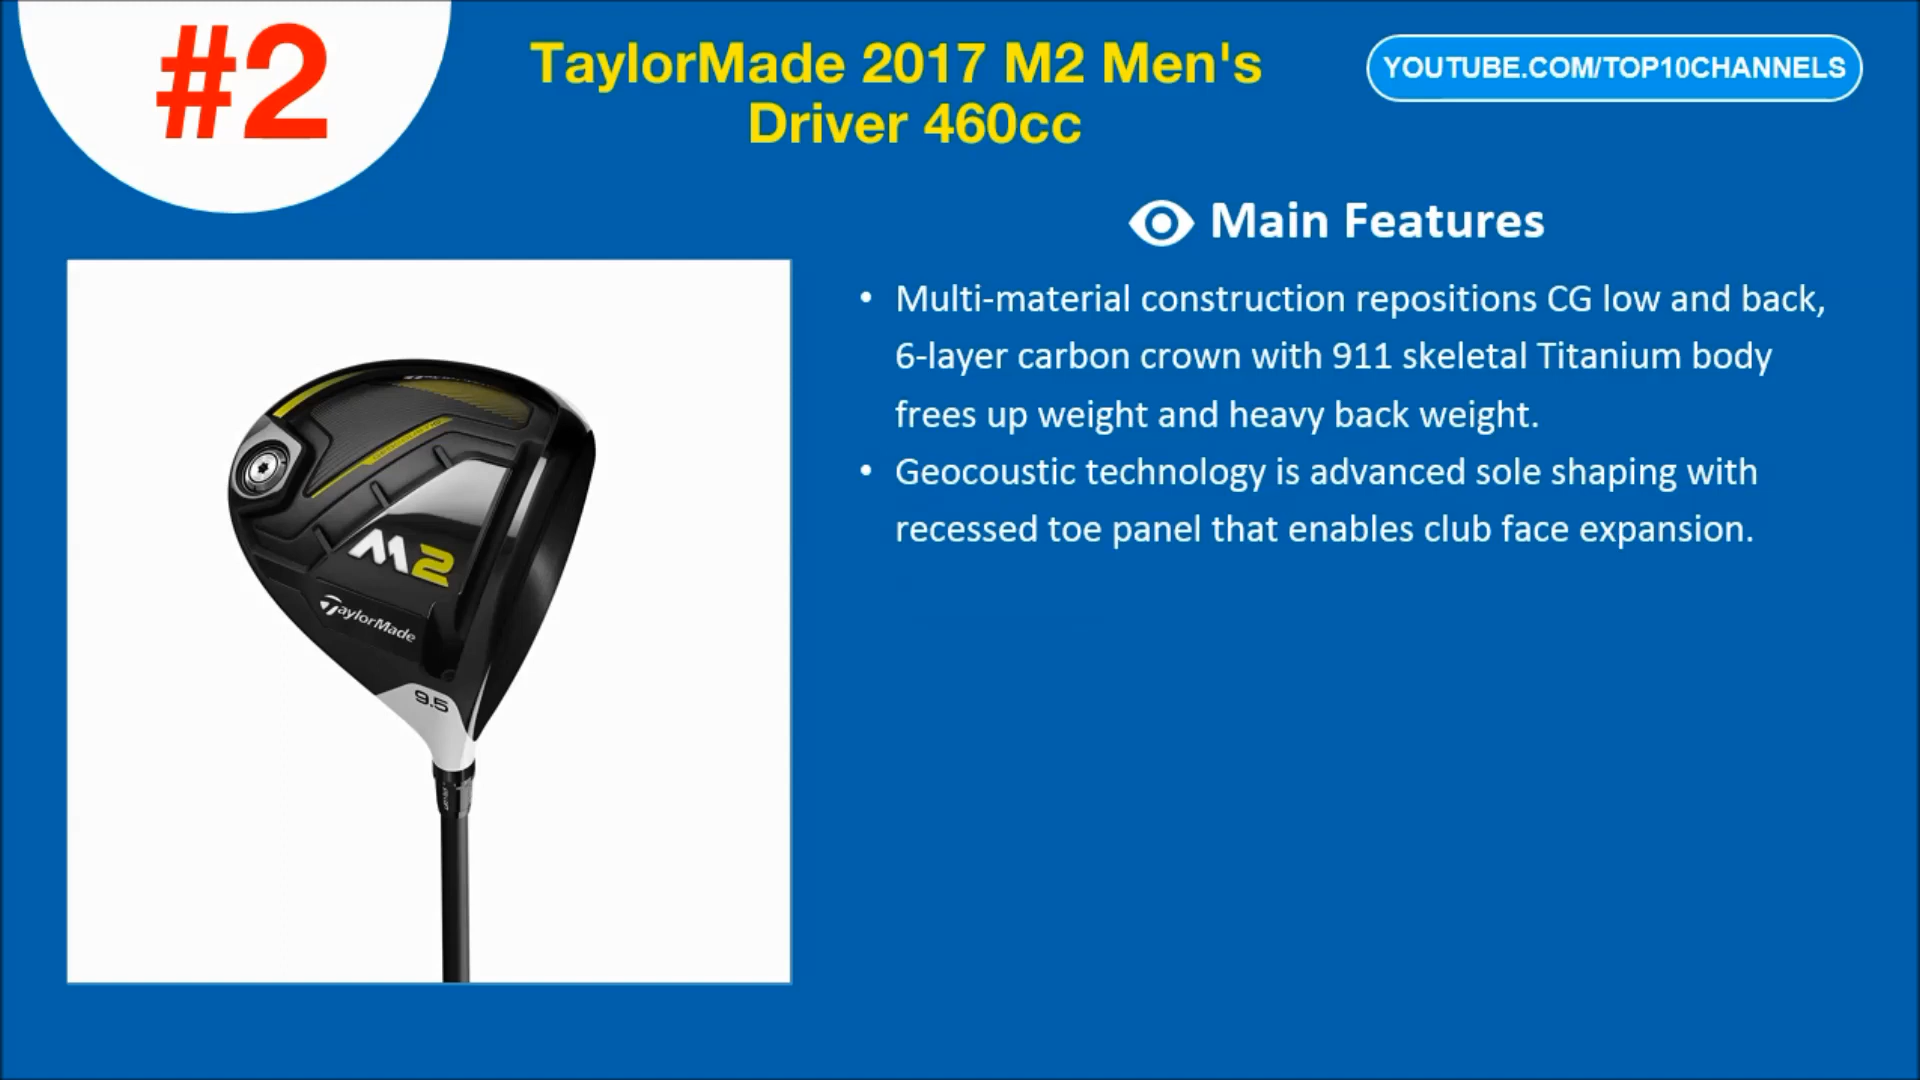 #2
TaylorMade 2017 M2 Men's
Driver 460cc
YOUTUBE.COM/TOP10CHANNELS
Main Features
• Multi-material construction repositions CG low and back,
6-layer carbon crown with 911 skeletal Titanium body
frees up weight and heavy back weight.
• Geocoustic technology is advanced sole shaping with
recessed toe panel that enables club face expansion.
M2
TaylorMade
9.5